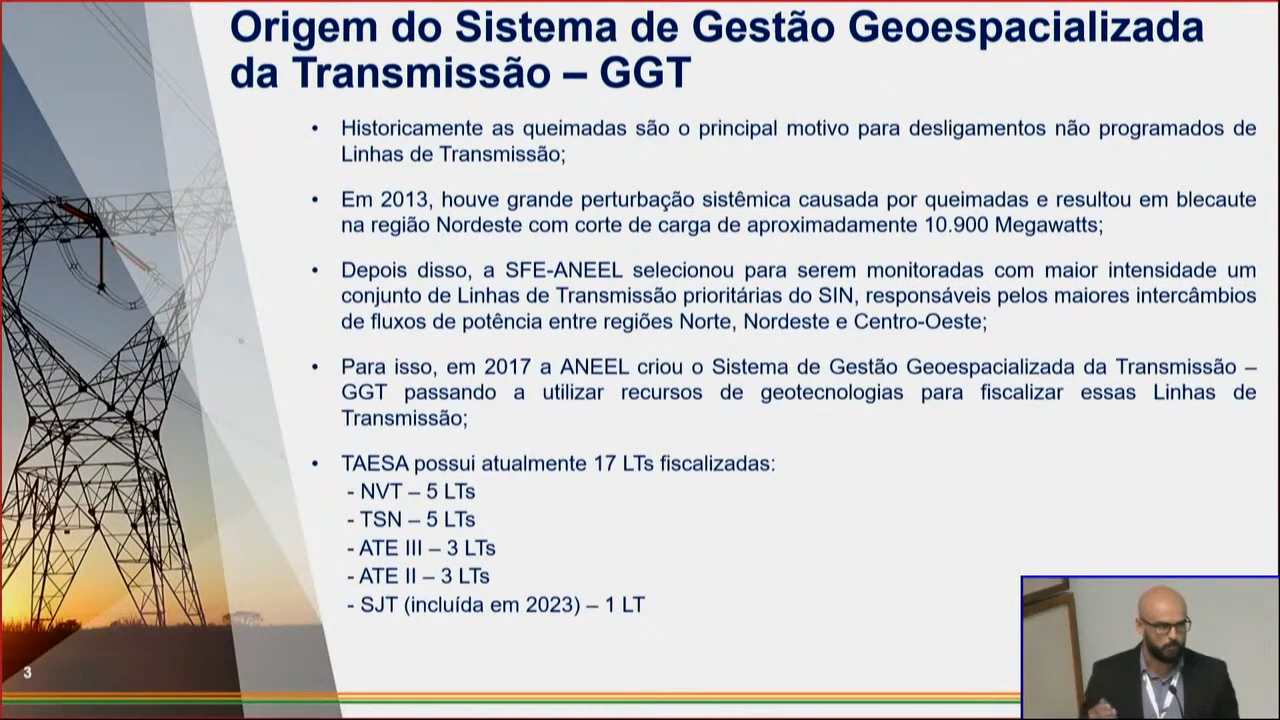 Origem do Sistema de Gestão Geoespacializada
da Transmissão – GGT
• Historicamente as queimadas são o principal motivo para desligamentos não programados de
Linhas de Transmissão;
• Em 2013, houve grande perturbação sistêmica causada por queimadas e resultou em blecaute
na região Nordeste com corte de carga de aproximadamente 10.900 Megawatts;
• Depois disso, a SFE-ANEEL selecionou para serem monitoradas com maior intensidade um
conjunto de Linhas de Transmissão prioritárias do SIN, responsáveis pelos maiores intercâmbios
de fluxos de potência entre regiões Norte, Nordeste e Centro-Oeste;
• Para isso, em 2017 a ANEEL criou o Sistema de Gestão Geoespacializada da Transmissão –
GGT passando a utilizar recursos de geotecnologias para fiscalizar essas Linhas de
Transmissão;
• TAESA possui atualmente 17 LTs fiscalizadas:
- NVT – 5 LTs
- TSN – 5 LTs
- ATE III – 3 LTs
- ATE II – 3 LTs
- SJT (incluída em 2023) – 1 LT
3